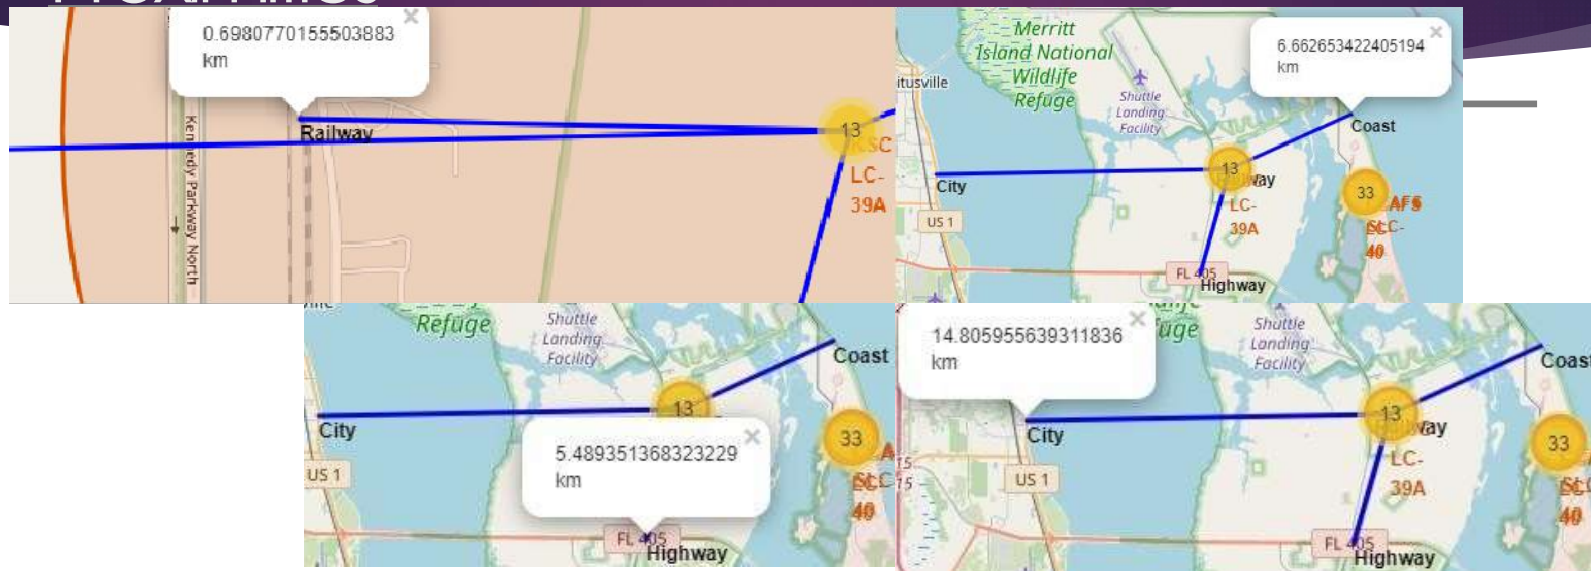 0.6980770155503883
km
Railway
Kennedy Parkway North
13
KSC
LC-
39A
Merritt
Island National
Wildlife
Refuge
itusville
Shuttle
Landing
Facility
6.662653422405194
km
Coast
City
13
LC-
39A
33
US 1
FL 405
Highway
Refuge
Shuttle
Landing
Facility
Coast
City
13
33
5.489351368323229
km
US 1
FL 405
Highway
14.805955639311836
km
uge
Shuttle
Landing
Facility
Coast
City
13
LC-
39A
33
15
15
US 1
FL 405
Highway